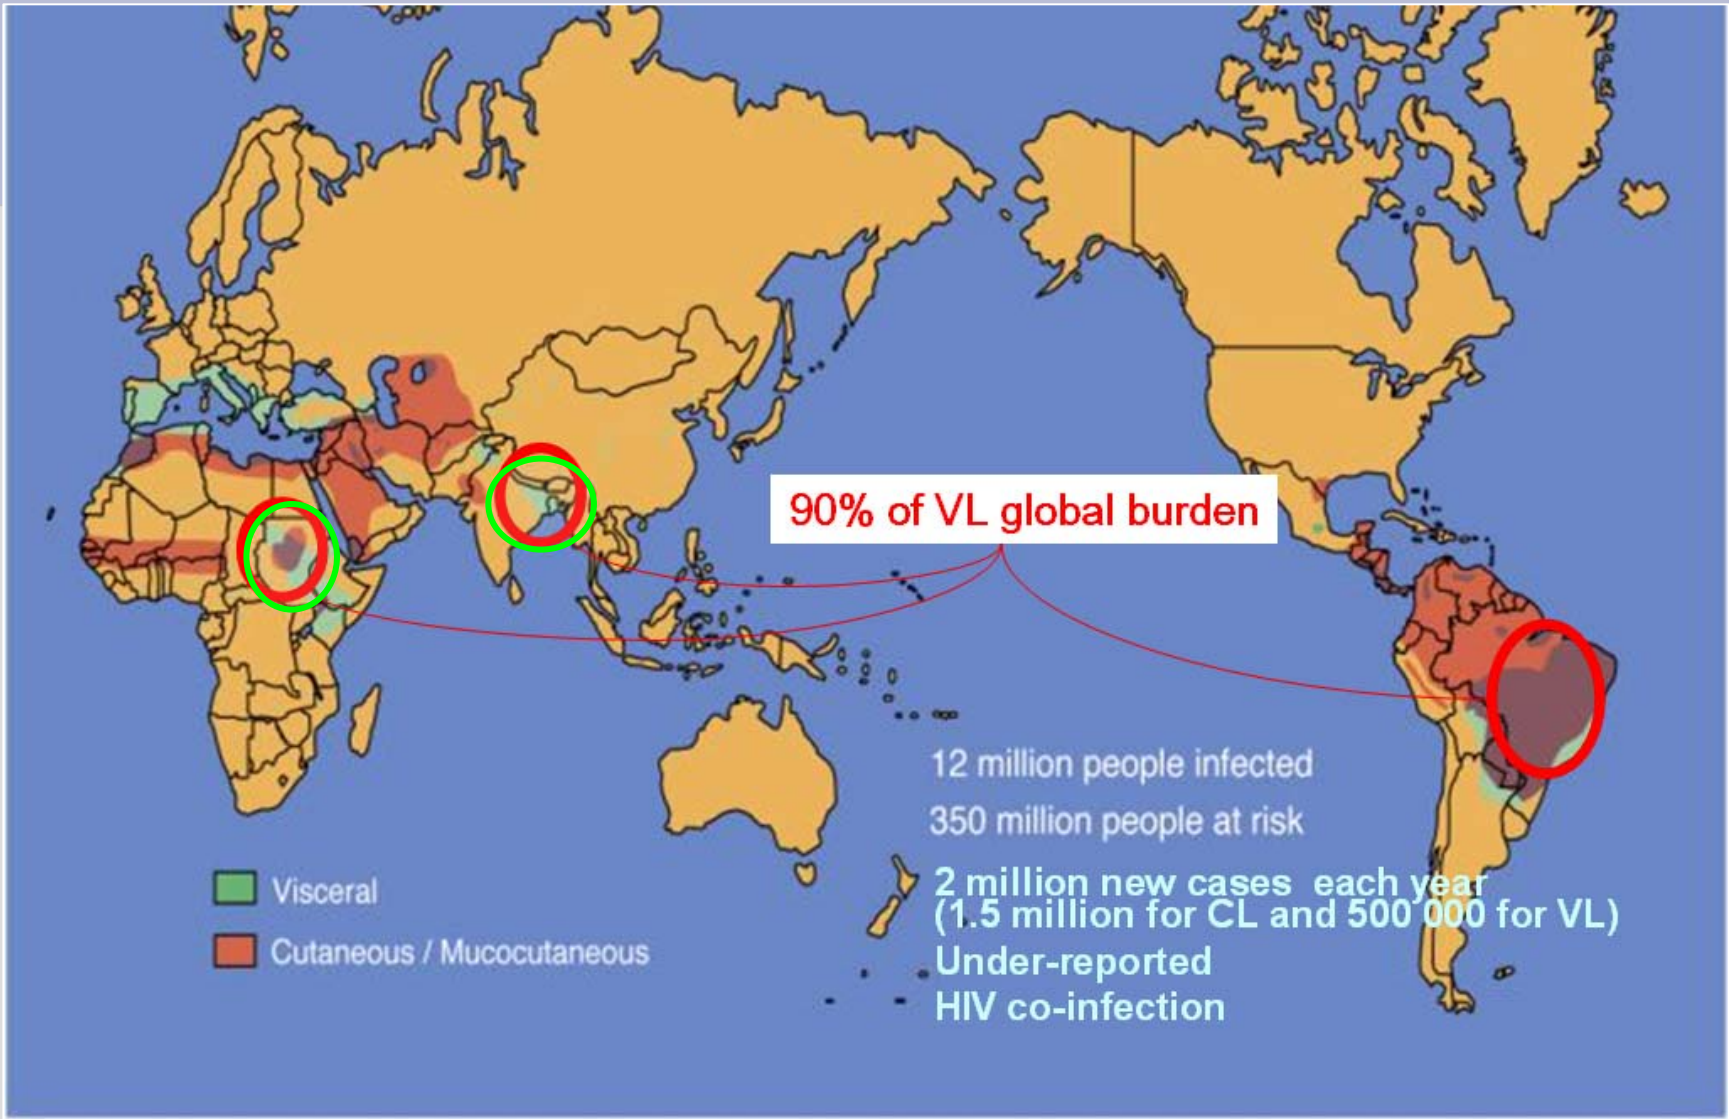 90% of VL global burden
12 million people infected
350 million people at risk
2 million new cases each year
(1.5 million for CL and 500 000 for VL)
Under-reported
HIV co-infection
Visceral
Cutaneous / Mucocutaneous